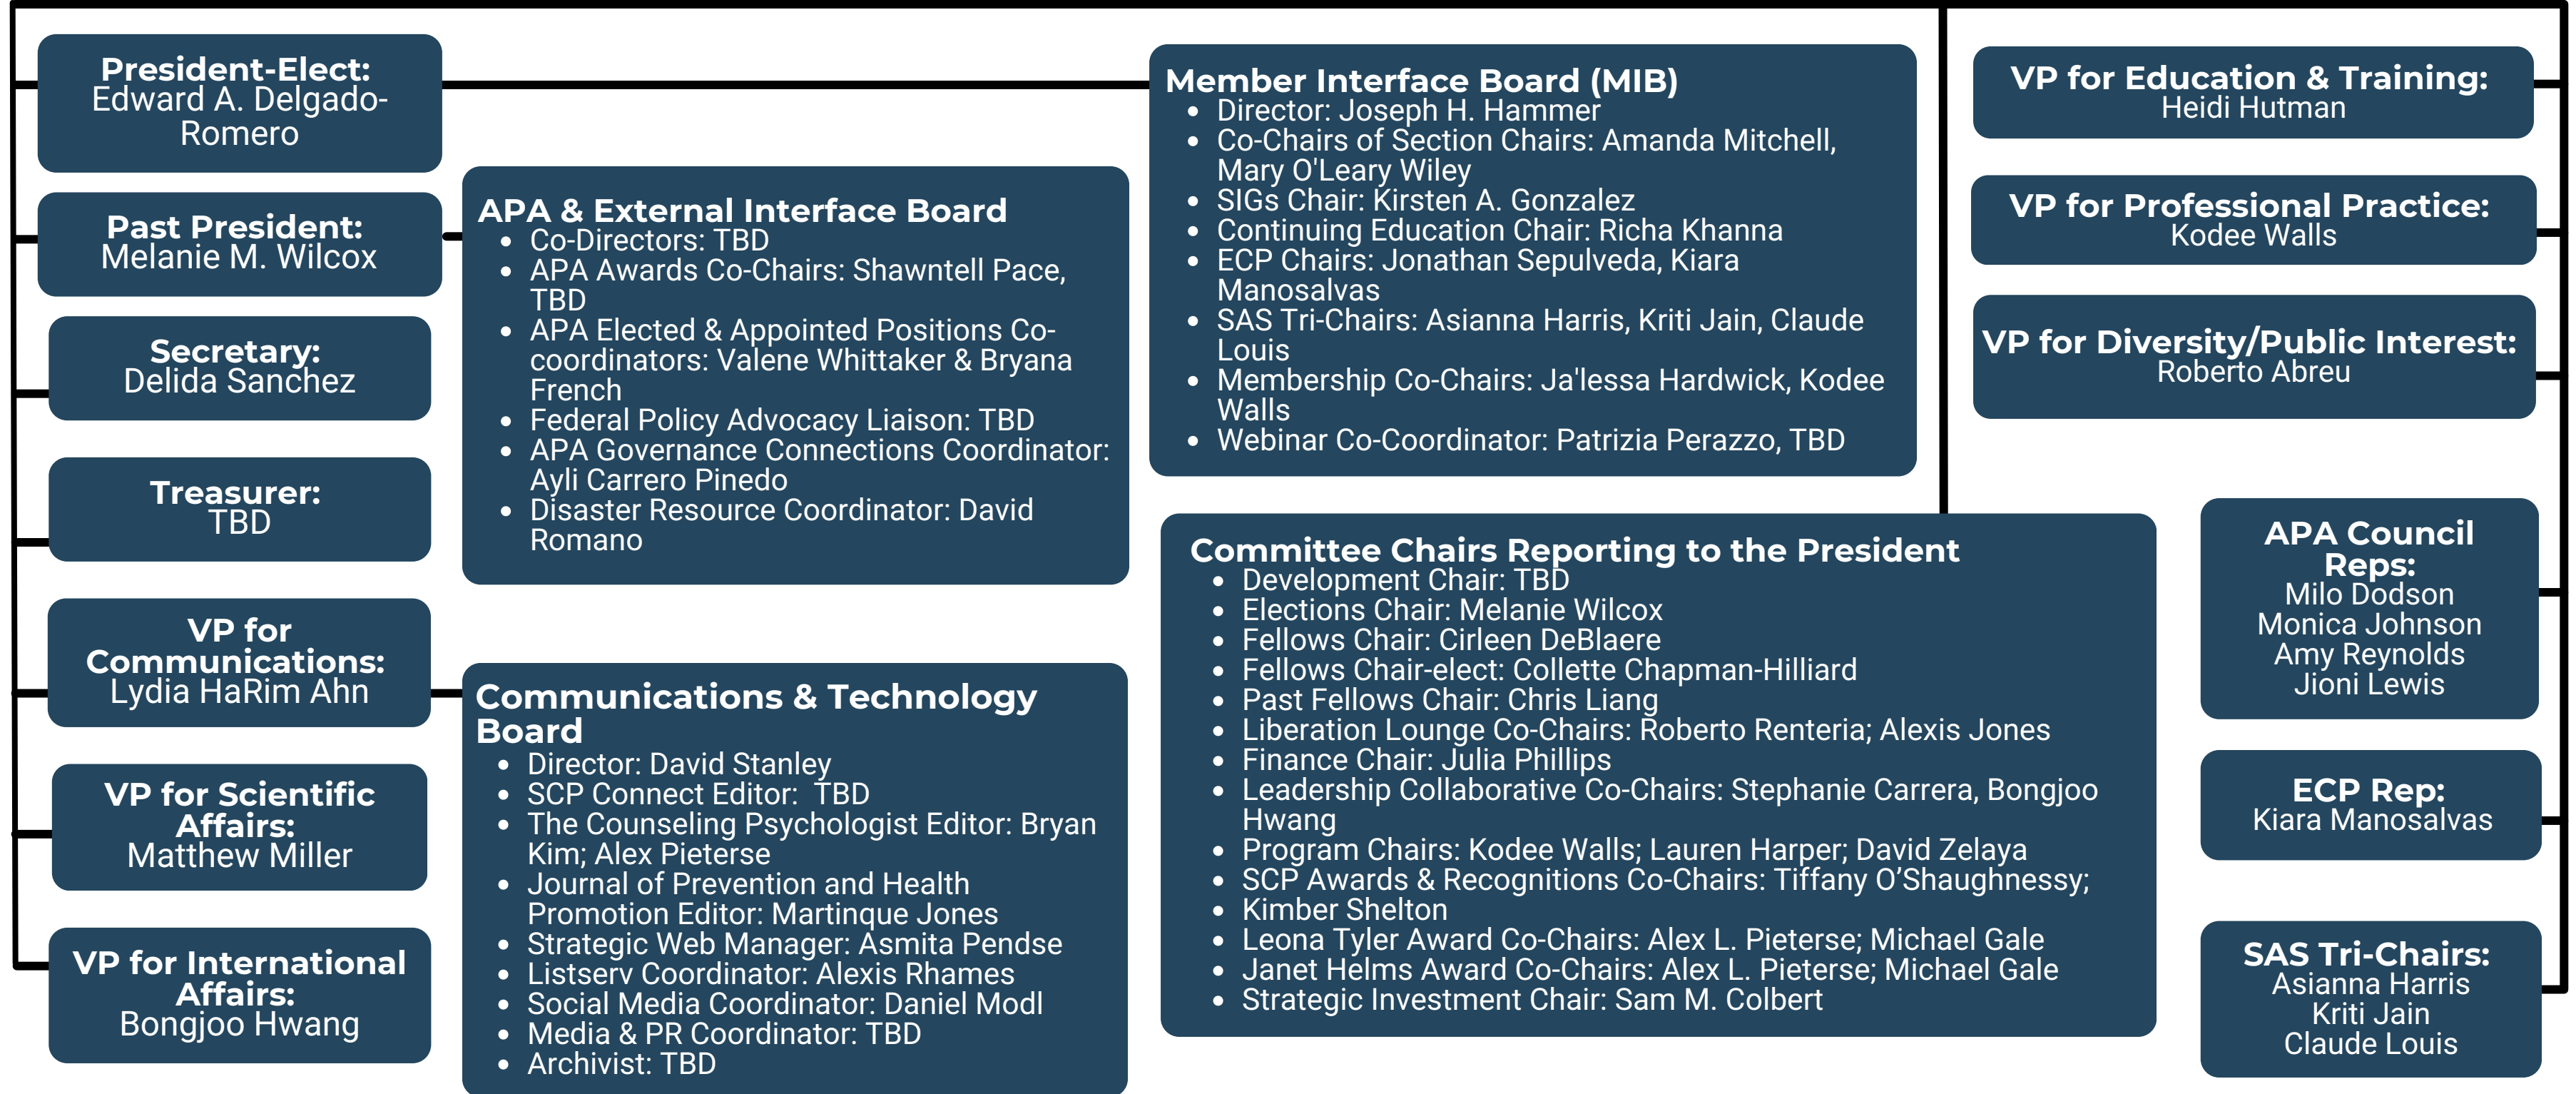 President-Elect:
Edward A. Delgado-
Romero
Past President:
Melanie M. Wilcox
Secretary:
Delida Sanchez
Treasurer:
TBD
VP for
Communications:
Lydia HaRim Ahn
VP for Scientific
Affairs:
Matthew Miller
VP for International
Affairs:
Bongjoo Hwang
APA & External Interface Board
• Co-Directors: TBD
• APA Awards Co-Chairs: Shawntell Pace,
TBD
• APA Elected & Appointed Positions Co-
coordinators: Valene Whittaker & Bryana
French
• Federal Policy Advocacy Liaison: TBD
• APA Governance Connections Coordinator:
Ayli Carrero Pinedo
• Disaster Resource Coordinator: David
Romano
Communications & Technology
Board
• Director: David Stanley
• SCP Connect Editor:  TBD
• The Counseling Psychologist Editor: Bryan
Kim; Alex Pieterse
• Journal of Prevention and Health
Promotion Editor: Martinque Jones
• Strategic Web Manager: Asmita Pendse
• Listserv Coordinator: Alexis Rhames
• Social Media Coordinator: Daniel Modl
• Media & PR Coordinator: TBD
• Archivist: TBD
Member Interface Board (MIB)
• Director: Joseph H. Hammer
• Co-Chairs of Section Chairs: Amanda Mitchell,
Mary O'Leary Wiley
• SIGs Chair: Kirsten A. Gonzalez
• Continuing Education Chair: Richa Khanna
• ECP Chairs: Jonathan Sepulveda, Kiara
Manosalvas
• SAS Tri-Chairs: Asianna Harris, Kriti Jain, Claude
Louis
• Membership Co-Chairs: Ja'lessa Hardwick, Kodee
Walls
• Webinar Co-Coordinator: Patrizia Perazzo, TBD
Committee Chairs Reporting to the President
• Development Chair: TBD
• Elections Chair: Melanie Wilcox
• Fellows Chair: Cirleen DeBlaere
• Fellows Chair-elect: Collette Chapman-Hilliard
• Past Fellows Chair: Chris Liang
• Liberation Lounge Co-Chairs: Roberto Renteria; Alexis Jones
• Finance Chair: Julia Phillips
• Leadership Collaborative Co-Chairs: Stephanie Carrera, Bongjoo
Hwang
• Program Chairs: Kodee Walls; Lauren Harper; David Zelaya
• SCP Awards & Recognitions Co-Chairs: Tiffany O’Shaughnessy;
• Kimber Shelton
• Leona Tyler Award Co-Chairs: Alex L. Pieterse; Michael Gale
• Janet Helms Award Co-Chairs: Alex L. Pieterse; Michael Gale
• Strategic Investment Chair: Sam M. Colbert
VP for Education & Training:
Heidi Hutman
VP for Professional Practice:
Kodee Walls
VP for Diversity/Public Interest:
Roberto Abreu
APA Council
Reps:
Milo Dodson
Monica Johnson
Amy Reynolds
Jioni Lewis
ECP Rep:
Kiara Manosalvas
SAS Tri-Chairs:
Asianna Harris
Kriti Jain
Claude Louis